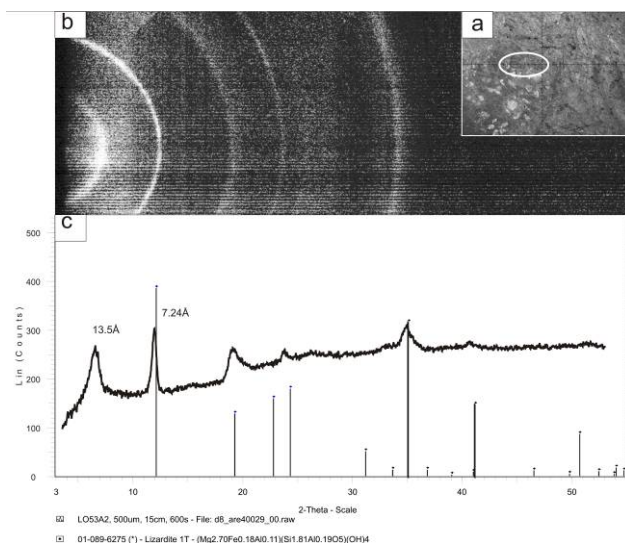 b
a
c
Lin (Counts)
500
400
300
200
100
0
13.5Å
7.24Å
3
10
20
30
40
50
2-Theta - Scale
LO53A2, 500um, 15cm, 600s - File: d8_are40029_00.raw
01-089-6275 (*) - Lizardite 1T - (Mg2.70Fe0.18Al0.11)(Si1.81Al0.19O5)(OH)4